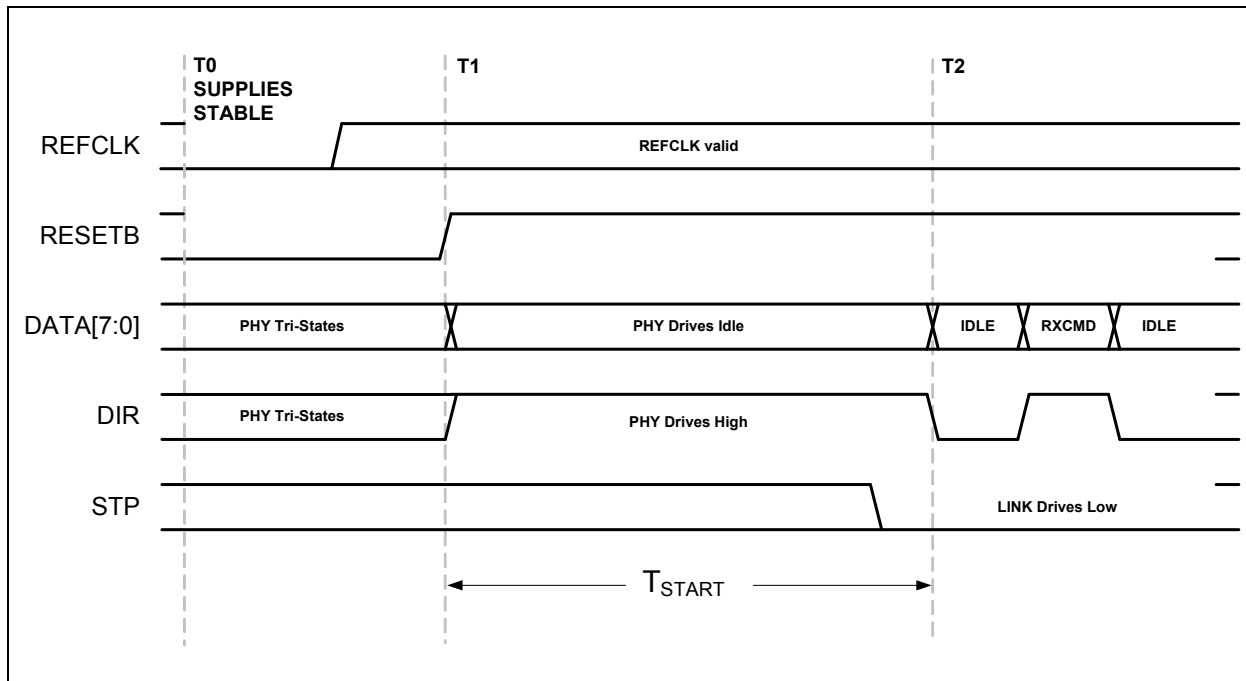 T0
SUPPLIES
STABLE
T1
T2
REFCLK
REFCLK valid
RESETB
DATA[7:0]
PHY Tri-States
PHY Drives Idle
IDLE
RXCMD
IDLE
DIR
PHY Tri-States
PHY Drives High
STP
LINK Drives Low
TSTART